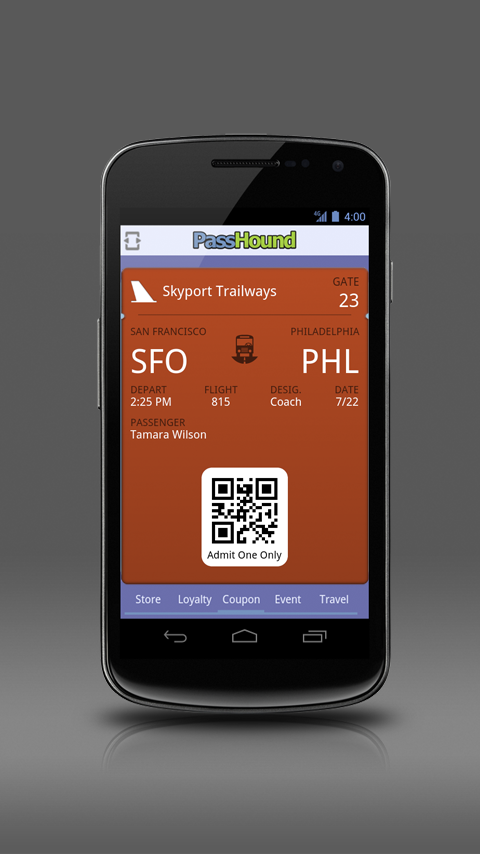 4G 4:00
PassHound
Skyport Trailways
GATE
23
SAN FRANCISCO PHILADELPHIA
SFO PHL
DEPART FLIGHT DESIG. DATE
2:25 PM 815 Coach 7/22
PASSENGER
Tamara Wilson
Admit One Only
Store Loyalty Coupon Event Travel